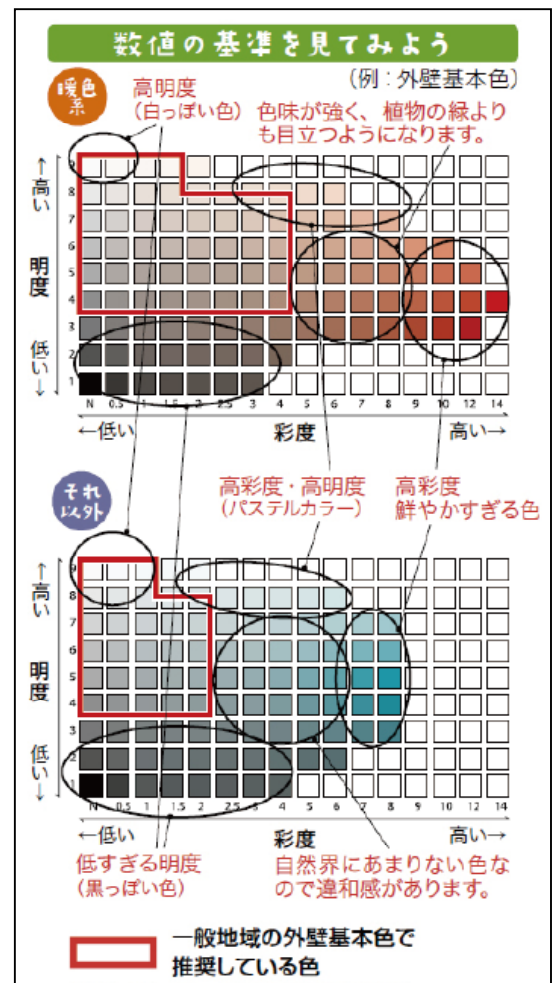 数値の基準を見てみよう
暖色系
高明度
(白っぽい色)
(例：外壁基本色)
色味が強く、植物の緑より
も目立つようになります。
↑高い
明度
低い↓
9
8
7
6
5
4
3
2
1
N 0.5 1 1.5 2 2.5 3 4 5 6 7 8 9 10 12 14
←低い 彩度 高い→
それ以外
高彩度・高明度
(パステルカラー)
高彩度
鮮やかすぎる色
↑高い
明度
低い↓
9
8
7
6
5
4
3
2
1
N 0.5 1 1.5 2 2.5 3 4 5 6 7 8 9 10 12 14
←低い 彩度 高い→
低すぎる明度
(黒っぽい色)
自然界にあまりない色な
ので違和感があります。
一般地域の外壁基本色で
推奨している色